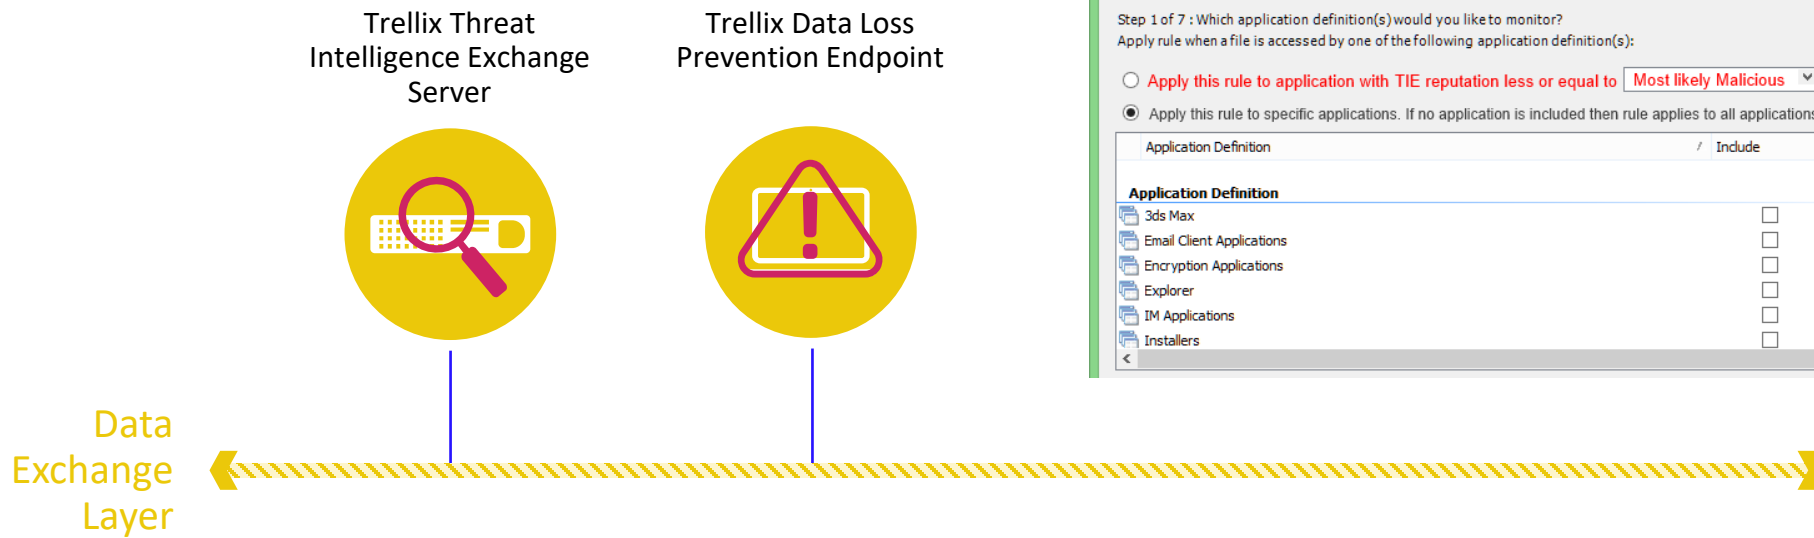 Trellix Threat
Intelligence Exchange
Server
Trellix Data Loss
Prevention Endpoint
Step 1 of 7 : Which application definition(s) would you like to monitor?
Apply rule when a file is accessed by one of the following application definition(s):
Apply this rule to application with TIE reputation less or equal to Most likely Malicious
Apply this rule to specific applications. If no application is included then rule applies to all applications
Application Definition / Include
Application Definition
3ds Max
Email Client Applications
Encryption Applications
Explorer
IM Applications
Installers
Data
Exchange
Layer